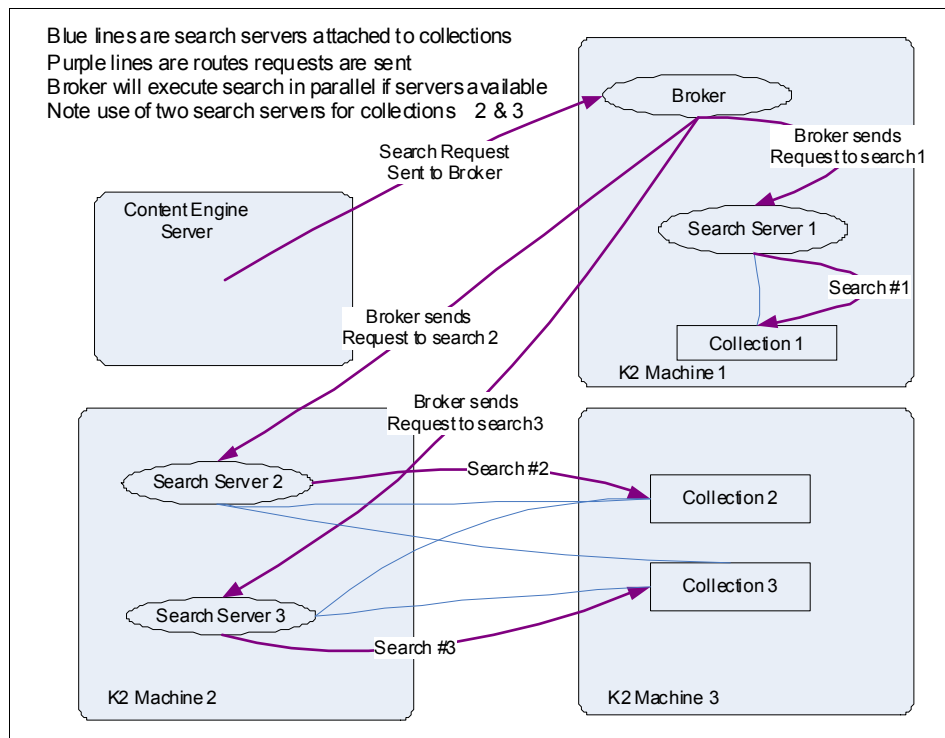 Blue lines are search servers attached to collections
Purple lines are routes requests are sent
Broker will execute search in parallel if servers available
Note use of two search servers for collections 2 & 3
Broker
Broker sends
Request to search1
Search Request
Sent to Broker
Content Engine
Server
Search Server 1
Search #1
Broker sends
Request to search2
Collection 1
K2 Machine 1
Broker sends
Request to search3
Search Server 2
Search #2
Collection 2
Collection 3
Search Server 3
Search #3
K2 Machine 2
K2 Machine 3